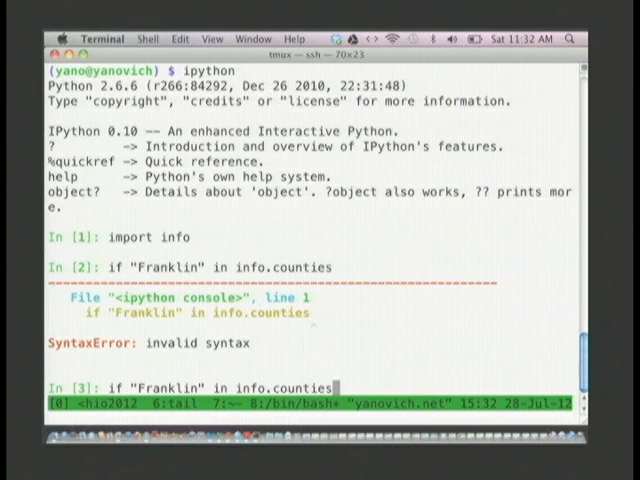 Terminal Shell Edit View Window Help Sat 11:32 AM
tmux — ssh — 70×23
(yano@yanovich) $ ipython
Python 2.6.6 (r266:84292, Dec 26 2010, 22:31:48)
Type "copyright", "credits" or "license" for more information.
IPython 0.10 -- An enhanced Interactive Python.
? -> Introduction and overview of IPython's features.
%quickref -> Quick reference.
help -> Python's own help system.
object? -> Details about 'object'. ?object also works, ?? prints mor
e.
In [1]: import info
In [2]: if "Franklin" in info.counties
------------------------------------------------------------
File "<ipython console>", line 1
if "Franklin" in info.counties
^
SyntaxError: invalid syntax
In [3]: if "Franklin" in info.counties
[0] <hio2012 6:tail 7:~- 8:/bin/bash* "yanovich.net" 15:32 28-Jul-12